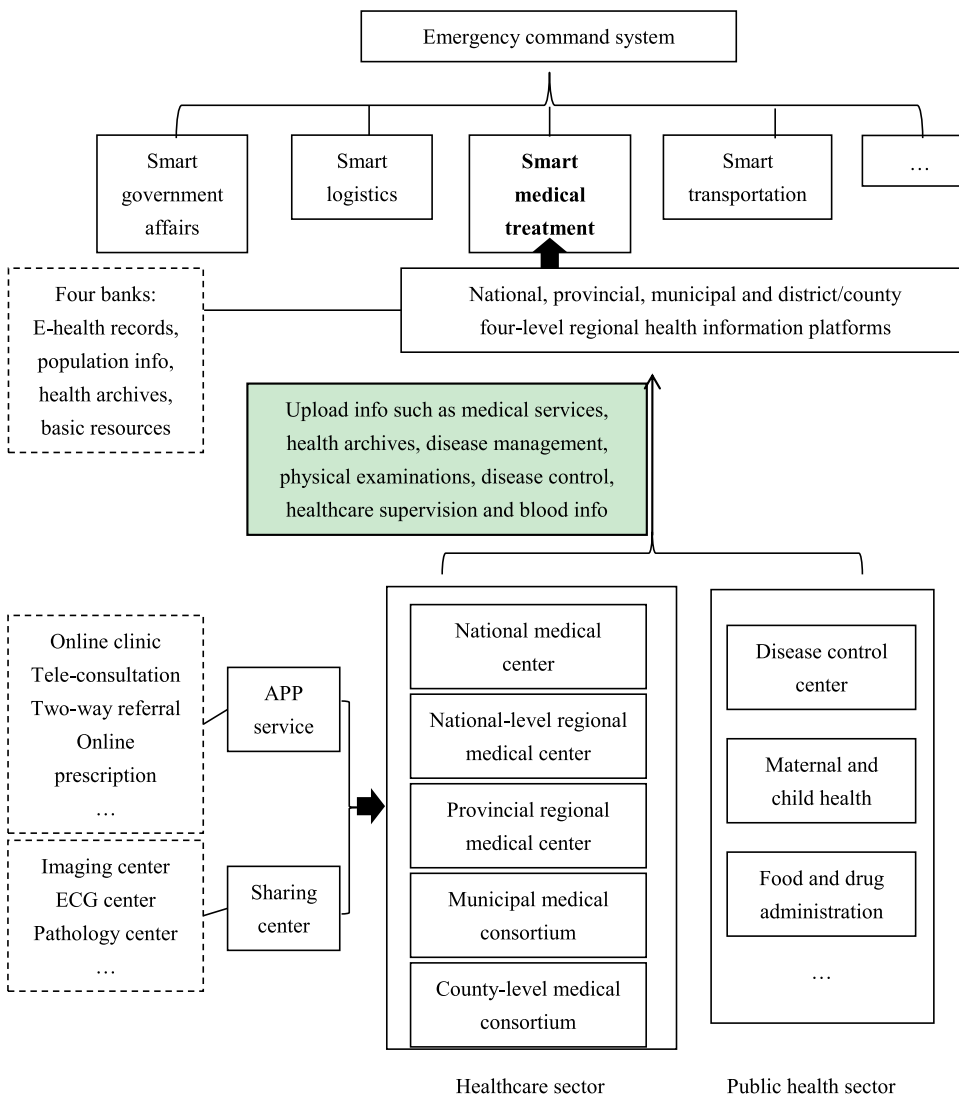 Emergency command system
Smart
government
affairs
Smart
logistics
Smart
medical
treatment
Smart
transportation
…
Four banks:
E-health records,
population info,
health archives,
basic resources
National, provincial, municipal and district/county
four-level regional health information platforms
Upload info such as medical services,
health archives, disease management,
physical examinations, disease control,
healthcare supervision and blood info
Online clinic
Tele-consultation
Two-way referral
Online
prescription
…
APP
service
Imaging center
ECG center
Pathology center
…
Sharing
center
National medical
center
National-level regional
medical center
Provincial regional
medical center
Municipal medical
consortium
County-level medical
consortium
Healthcare sector
Disease control
center
Maternal and
child health
Food and drug
administration
…
Public health sector